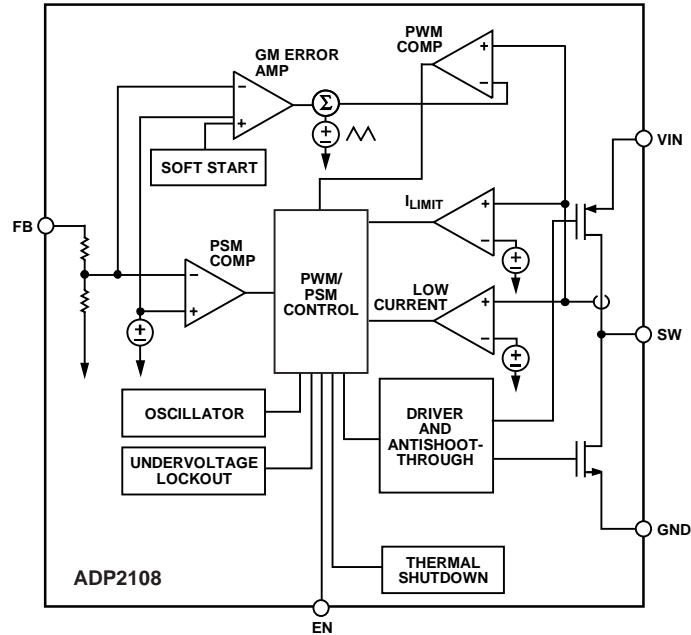 PWM
COMP
+
−
GM ERROR
AMP
−
+
Σ
+
−
SOFT START
VIN
FB
I_LIMIT
+
−
+
−
PSM
COMP
−
+
PWM/
PSM
CONTROL
LOW
CURRENT
+
−
+
−
+
−
SW
OSCILLATOR
DRIVER
AND
ANTISHOOT-
THROUGH
UNDERVOLTAGE
LOCKOUT
GND
THERMAL
SHUTDOWN
ADP2108
EN